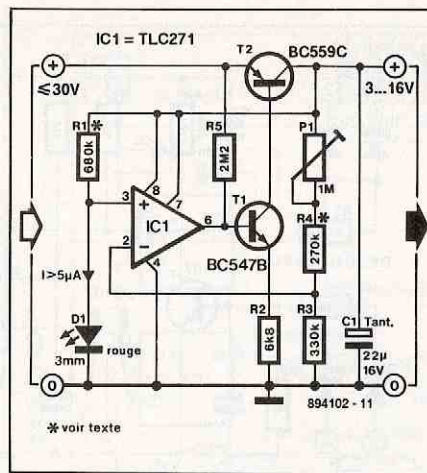 IC1 = TLC271
T2
BC559C
≤30V
3...16V
R1*
680k
R5
2M2
P1
1M
3
8
7
+
IC1
6
2
−
4
T1
BC547B
R4*
270k
I>5µA
D1
3mm
rouge
R2
6k8
R3
330k
C1 Tant.
22µ
16V
0
0
894102 - 11
* voir texte